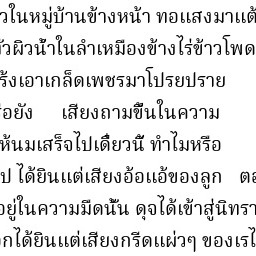 วในหมู่บ้านข้างหน้า ทอแสงมาแต้
ัวผิวน้ำในลำเหมืองข้างไร่ข้าวโพด
ร้งเอาเกล็ดเพชรมาโปรยปราย
ือยัง เสียงถามขึ้นในความ
ห้นมเสร็จไปเดี๋ยวนี้ ทำไมหรือ
ป ได้ยินแต่เสียงอ้อแอ้ของลูก ตอ
อยู่ในความมืดนั้น ดุจได้เข้าสู่นิทรา
อกได้ยินแต่เสียงกรีดแผ่วๆ ของเรไ